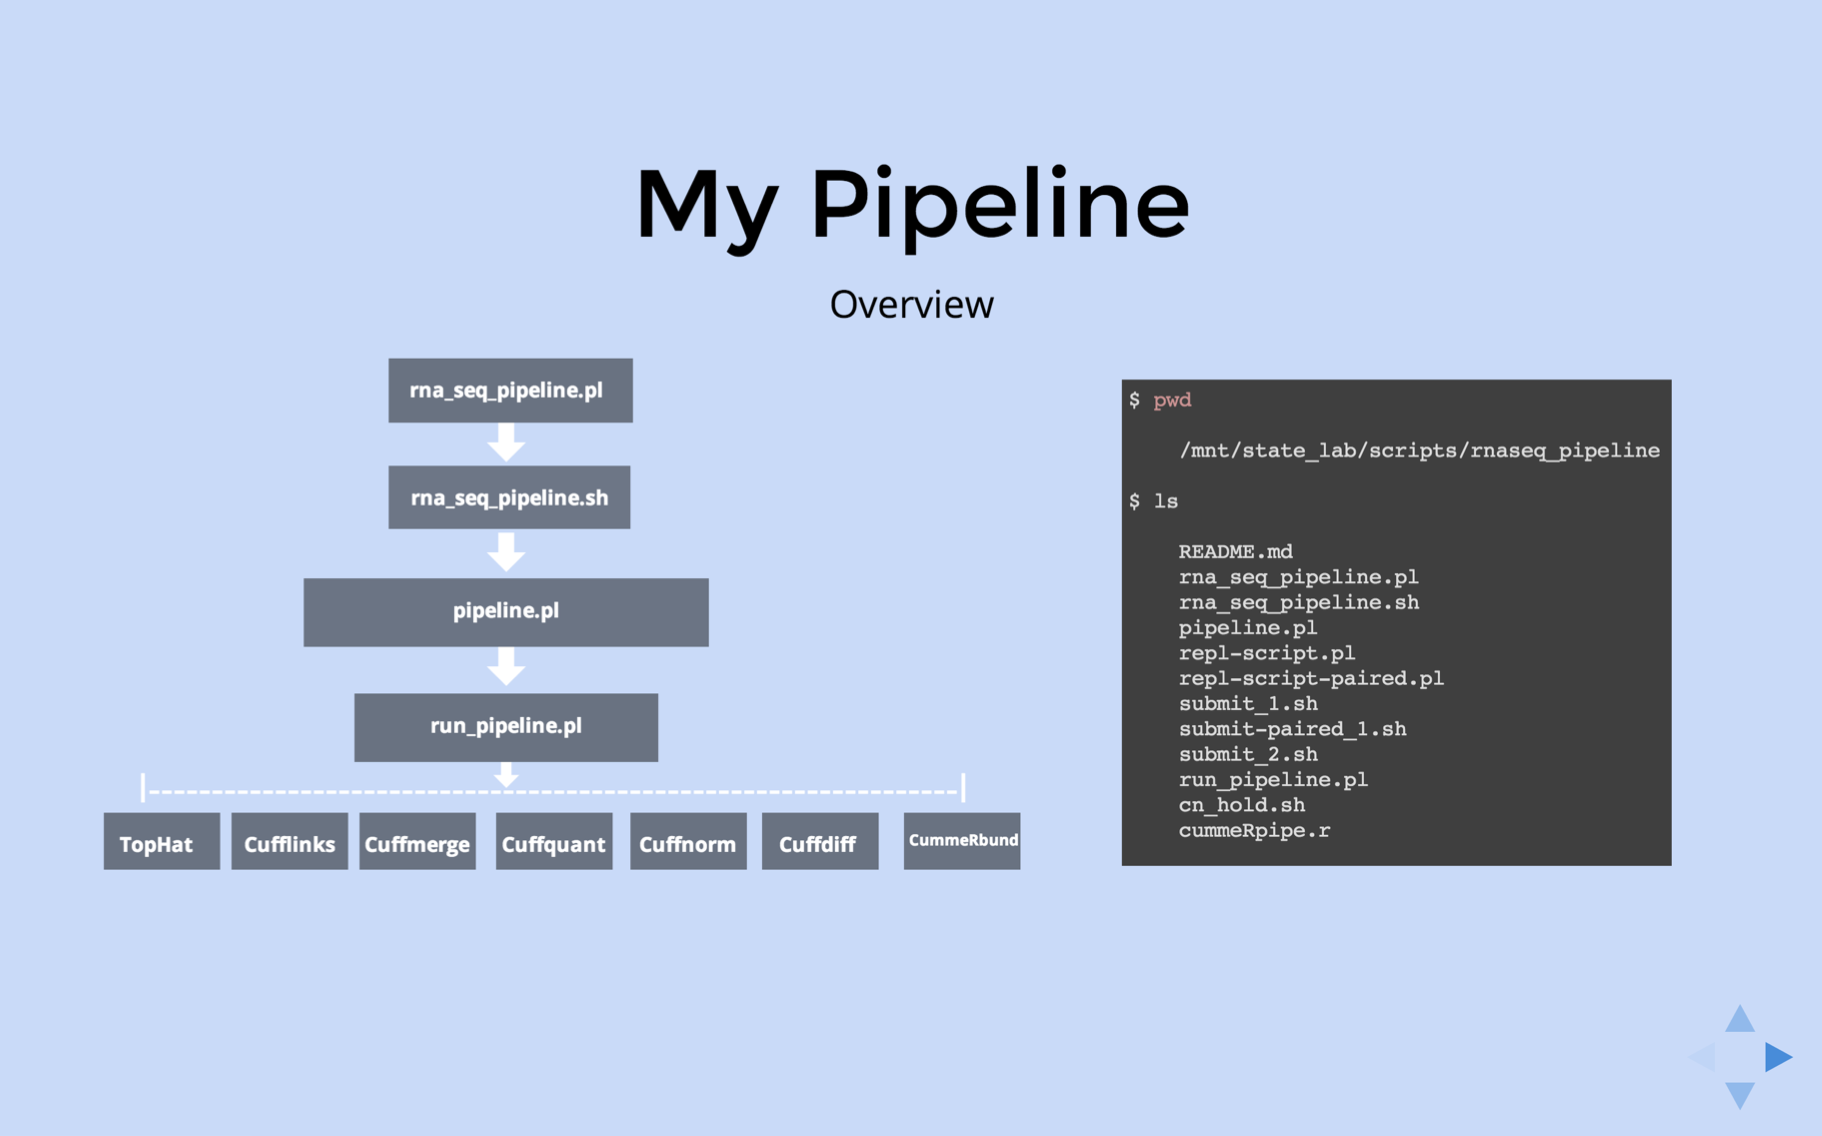 My Pipeline
Overview
rna_seq_pipeline.pl
rna_seq_pipeline.sh
pipeline.pl
run_pipeline.pl
TopHat
Cufflinks
Cuffmerge
Cuffquant
Cuffnorm
Cuffdiff
CummeRbund
$ pwd
/mnt/state_lab/scripts/rnaseq_pipeline
$ ls
README.md
rna_seq_pipeline.pl
rna_seq_pipeline.sh
pipeline.pl
repl-script.pl
repl-script-paired.pl
submit_1.sh
submit-paired_1.sh
submit_2.sh
run_pipeline.pl
cn_hold.sh
cummeRpipe.r